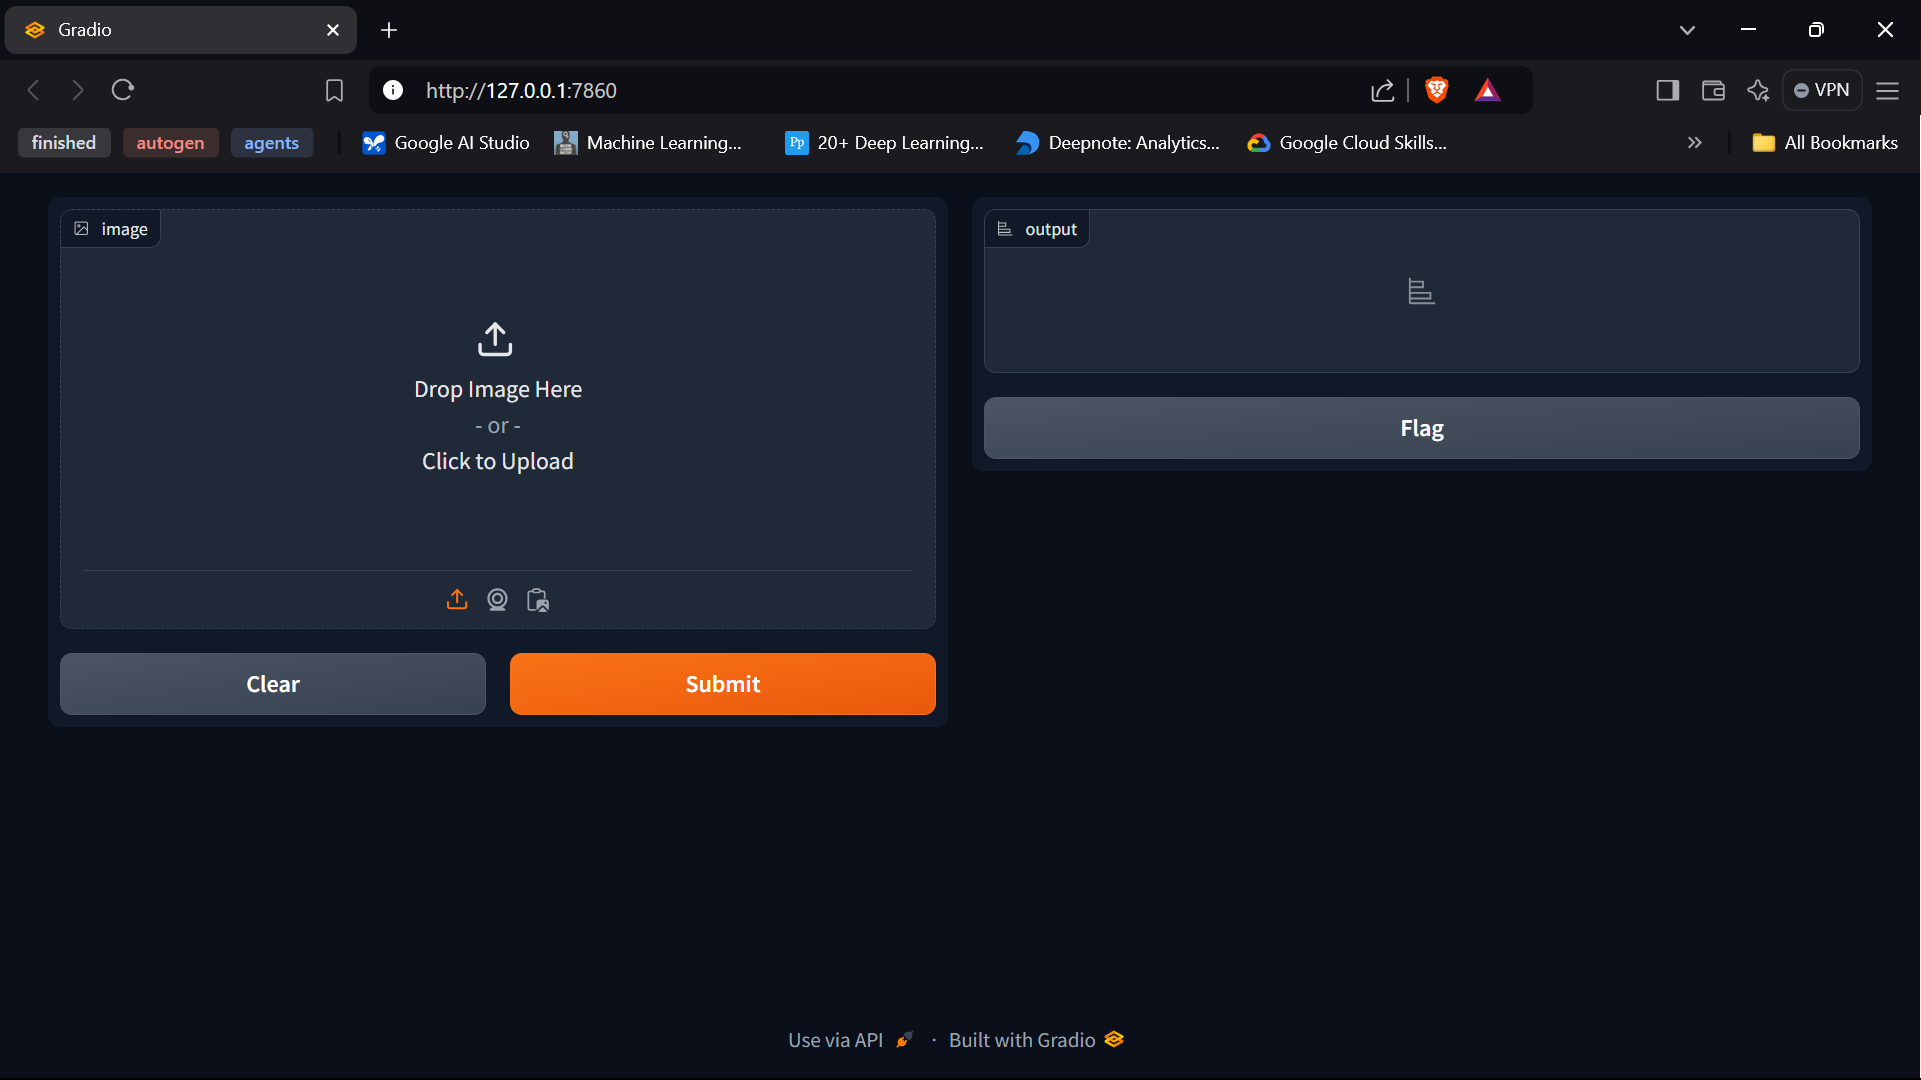 Gradio
http://127.0.0.1:7860
VPN
finished
autogen
agents
Google AI Studio
Machine Learning...
Pp
20+ Deep Learning...
Deepnote: Analytics...
Google Cloud Skills...
All Bookmarks
image
Drop Image Here
- or -
Click to Upload
Clear
Submit
output
Flag
Use via API · Built with Gradio